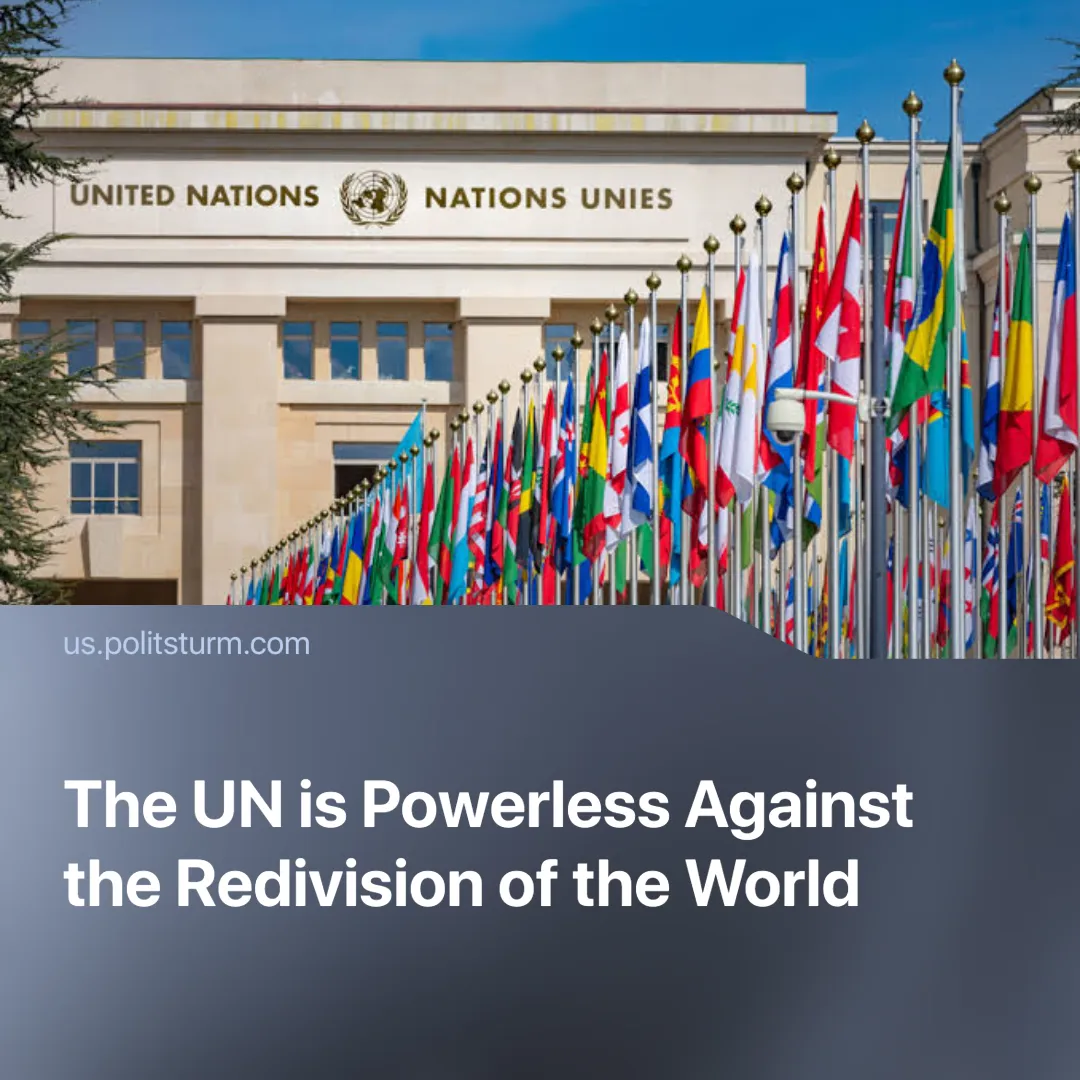 UNITED NATIONS NATIONS UNIES
us.politsturm.com
The UN is Powerless Against
the Redivision of the World